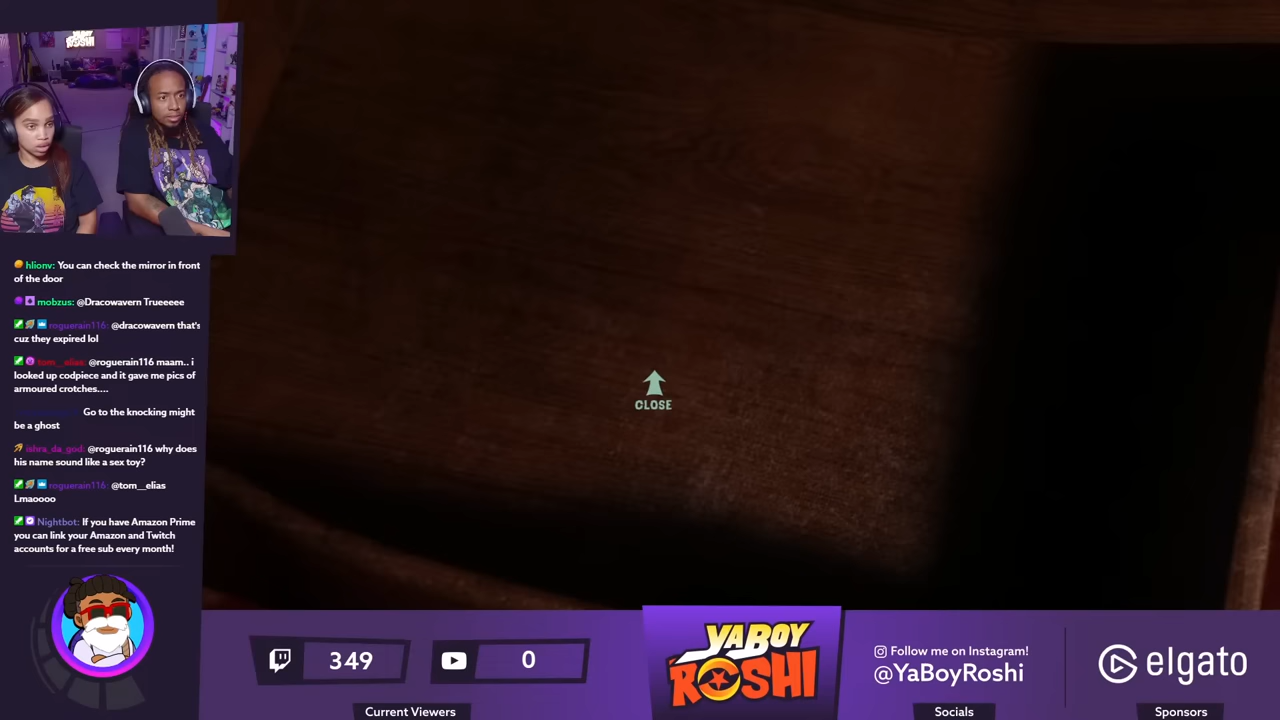 YABOY
ROSHI
hlionv: You can check the mirror in front
of the door
mobzus: @Dracowavern Trueeeee
roguerain116: @dracowavern that's
cuz they expired lol
tom__elias: @roguerain116 maam.. i
looked up codpiece and it gave me pics of
armoured crotches....
Go to the knocking might
be a ghost
ishra_da_god: @roguerain116 why does
his name sound like a sex toy?
roguerain116: @tom__elias
Lmaoooo
Nightbot: If you have Amazon Prime
you can link your Amazon and Twitch
accounts for a free sub every month!
CLOSE
349
0
Current Viewers
YABOY
ROSHI
Follow me on Instagram!
@YaBoyRoshi
Socials
elgato
Sponsors